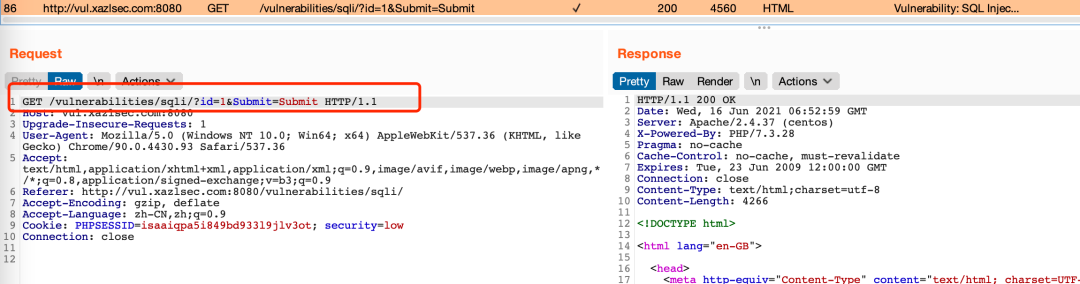 86 http://vul.xazlsec.com:8080 GET /vulnerabilities/sqli/?id=1&Submit=Submit ✓ 200 4560 HTML Vulnerability: SQL Injec...
Request
Pretty Raw \n Actions
1 GET /vulnerabilities/sqli/?id=1&Submit=Submit HTTP/1.1
2 Host: vul.xazlsec.com:8080
3 Upgrade-Insecure-Requests: 1
4 User-Agent: Mozilla/5.0 (Windows NT 10.0; Win64; x64) AppleWebKit/537.36 (KHTML, like
Gecko) Chrome/90.0.4430.93 Safari/537.36
5 Accept:
text/html,application/xhtml+xml,application/xml;q=0.9,image/avif,image/webp,image/apng,*
/*;q=0.8,application/signed-exchange;v=b3;q=0.9
6 Referer: http://vul.xazlsec.com:8080/vulnerabilities/sqli/
7 Accept-Encoding: gzip, deflate
8 Accept-Language: zh-CN,zh;q=0.9
9 Cookie: PHPSESSID=isaaiqpa5i849bd933l9jlv3ot; security=low
10 Connection: close
11
12
Response
Pretty Raw Render \n Actions
1 HTTP/1.1 200 OK
2 Date: Wed, 16 Jun 2021 06:52:59 GMT
3 Server: Apache/2.4.37 (centos)
4 X-Powered-By: PHP/7.3.28
5 Pragma: no-cache
6 Cache-Control: no-cache, must-revalidate
7 Expires: Tue, 23 Jun 2009 12:00:00 GMT
8 Connection: close
9 Content-Type: text/html;charset=utf-8
10 Content-Length: 4266
11
12 <!DOCTYPE html>
13
14 <html lang="en-GB">
15
16 <head>
17 <meta http-equiv="Content-Type" content="text/html; charset=UTF-